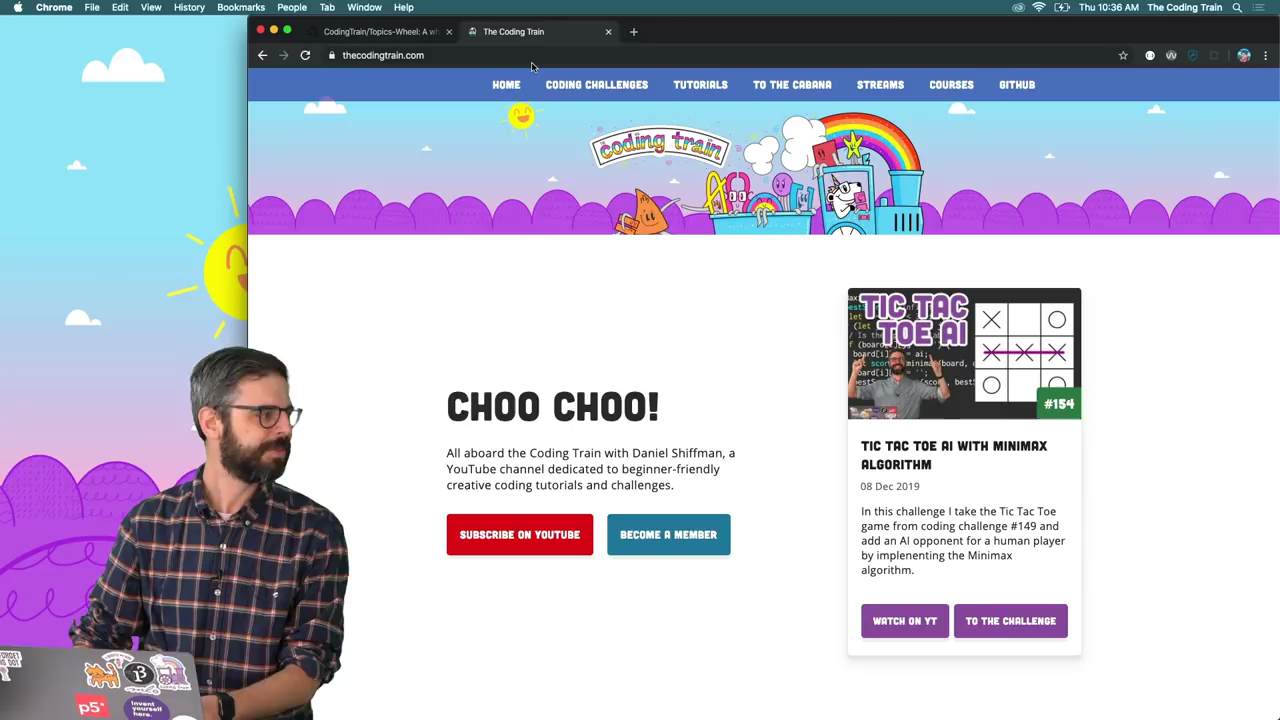 Chrome File Edit View History Bookmarks People Tab Window Help
Thu 10:36 AM The Coding Train
CodingTrain/Topics-Wheel: A wh
The Coding Train
thecodingtrain.com
HOME CODING CHALLENGES TUTORIALS TO THE CABANA STREAMS COURSES GITHUB
coding train
TIC TAC
TOE AI
#154
CHOO CHOO!
All aboard the Coding Train with Daniel Shiffman, a
YouTube channel dedicated to beginner-friendly
creative coding tutorials and challenges.
SUBSCRIBE ON YOUTUBE
BECOME A MEMBER
TIC TAC TOE AI WITH MINIMAX
ALGORITHM
08 Dec 2019
In this challenge I take the Tic Tac Toe
game from coding challenge #149 and
add an AI opponent for a human player
by implenenting the Minimax
algorithm.
WATCH ON YT
TO THE CHALLENGE
p5*
Invent
yourself
here.